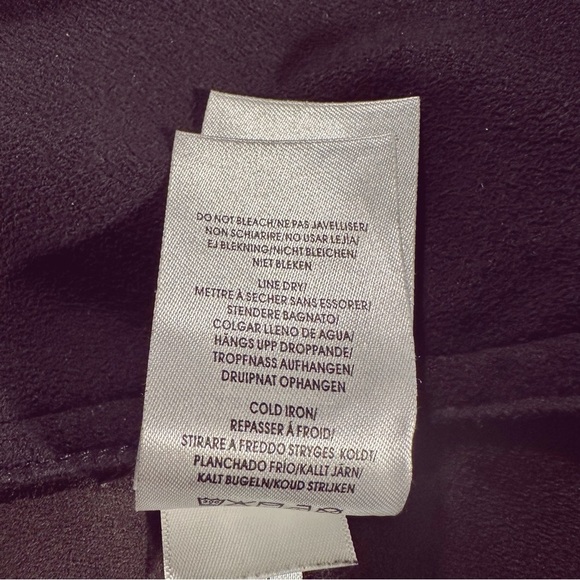 DO NOT BLEACH/NE PAS JAVELLISER/
NON SCHIARIRE/NO USAR LEJÍA/
EJ BLEKNING/NICHT BLEICHEN/
NIET BLEKEN
LINE DRY/
METTRE À SECHER SANS ESSORER/
STENDERE BAGNATO/
COLGAR LLENO DE AGUA/
HÄNGS UPP DROPPANDE/
TROPFNASS AUFHANGEN/
DRUIPNAT OPHANGEN
COLD IRON/
REPASSER Á FROID/
STIRARE A FREDDO STRYGES KOLDT/
PLANCHADO FRÍO/KALLT JÄRN/
KALT BUGELN/KOUD STRIJKEN